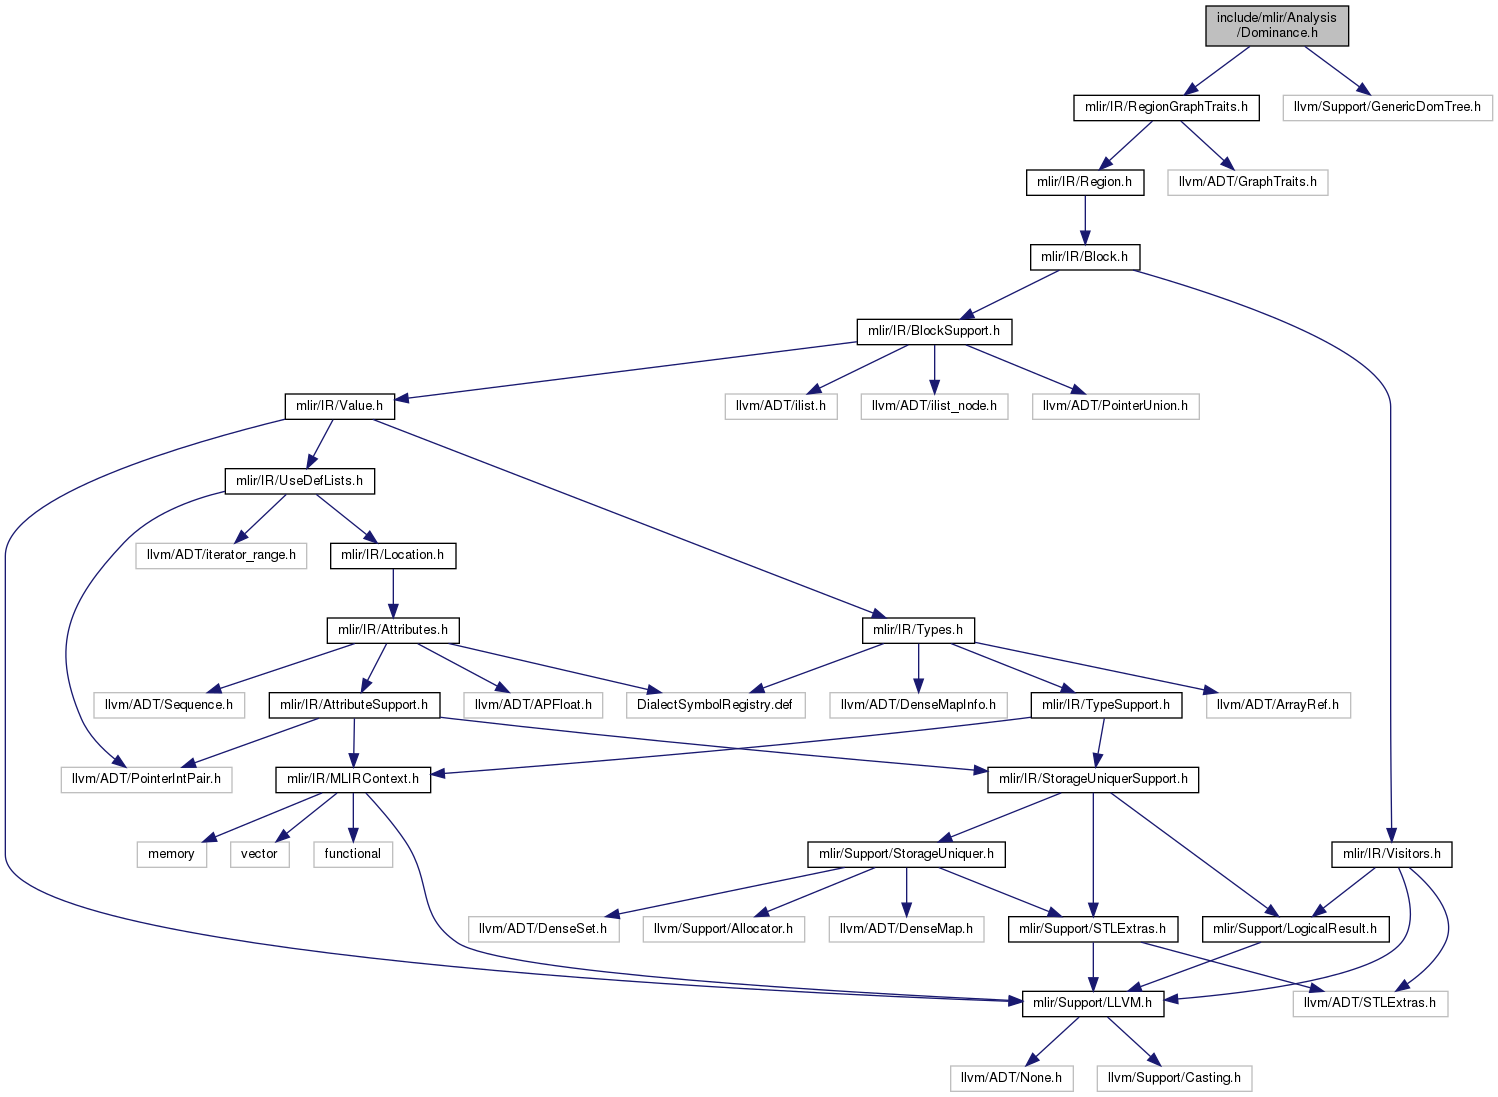 include/mlir/Analysis
/Dominance.h
mlir/IR/RegionGraphTraits.h
llvm/Support/GenericDomTree.h
mlir/IR/Region.h
llvm/ADT/GraphTraits.h
mlir/IR/Block.h
mlir/IR/BlockSupport.h
mlir/IR/Value.h
llvm/ADT/ilist.h
llvm/ADT/ilist_node.h
llvm/ADT/PointerUnion.h
mlir/IR/UseDefLists.h
llvm/ADT/iterator_range.h
mlir/IR/Location.h
mlir/IR/Attributes.h
mlir/IR/Types.h
llvm/ADT/Sequence.h
mlir/IR/AttributeSupport.h
llvm/ADT/APFloat.h
DialectSymbolRegistry.def
llvm/ADT/DenseMapInfo.h
mlir/IR/TypeSupport.h
llvm/ADT/ArrayRef.h
llvm/ADT/PointerIntPair.h
mlir/IR/MLIRContext.h
mlir/IR/StorageUniquerSupport.h
memory
vector
functional
mlir/Support/StorageUniquer.h
mlir/IR/Visitors.h
llvm/ADT/DenseSet.h
llvm/Support/Allocator.h
llvm/ADT/DenseMap.h
mlir/Support/STLExtras.h
mlir/Support/LogicalResult.h
mlir/Support/LLVM.h
llvm/ADT/STLExtras.h
llvm/ADT/None.h
llvm/Support/Casting.h